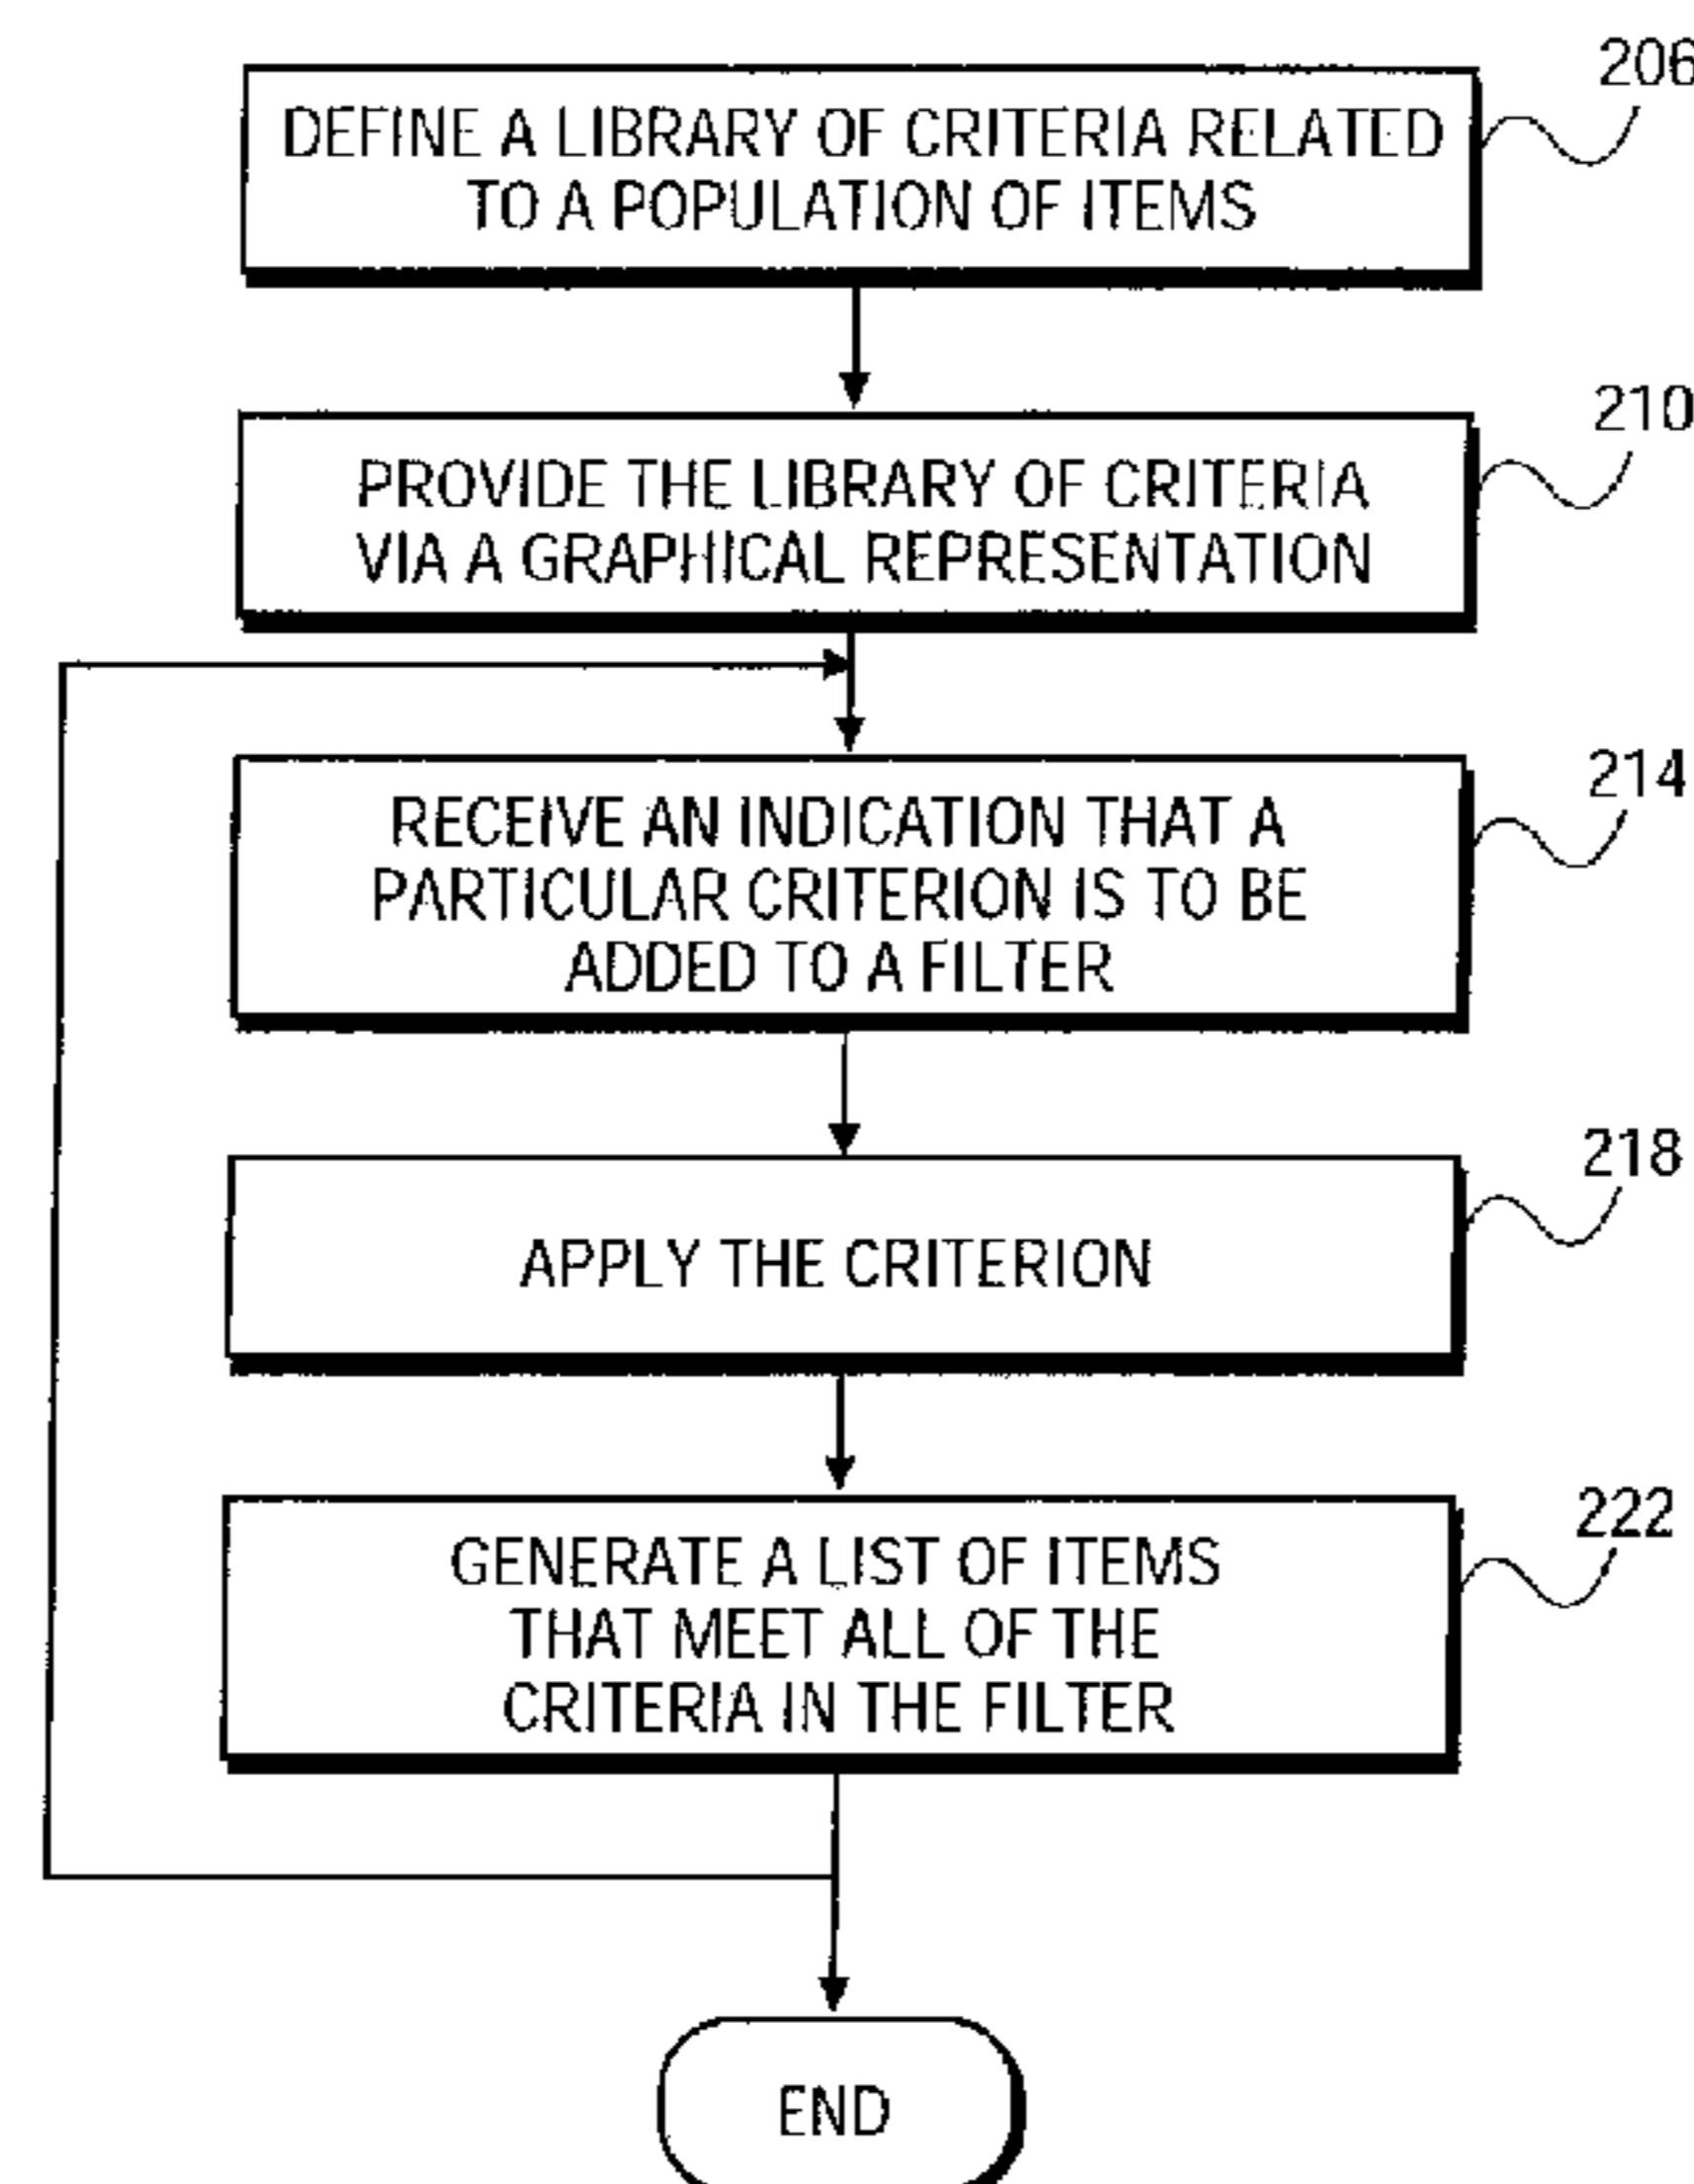 206
DEFINE A LIBRARY OF CRITERIA RELATED
TO A POPULATION OF ITEMS
210
PROVIDE THE LIBRARY OF CRITERIA
VIA A GRAPHICAL REPRESENTATION
214
RECEIVE AN INDICATION THAT A
PARTICULAR CRITERION IS TO BE
ADDED TO A FILTER
218
APPLY THE CRITERION
222
GENERATE A LIST OF ITEMS
THAT MEET ALL OF THE
CRITERIA IN THE FILTER
END